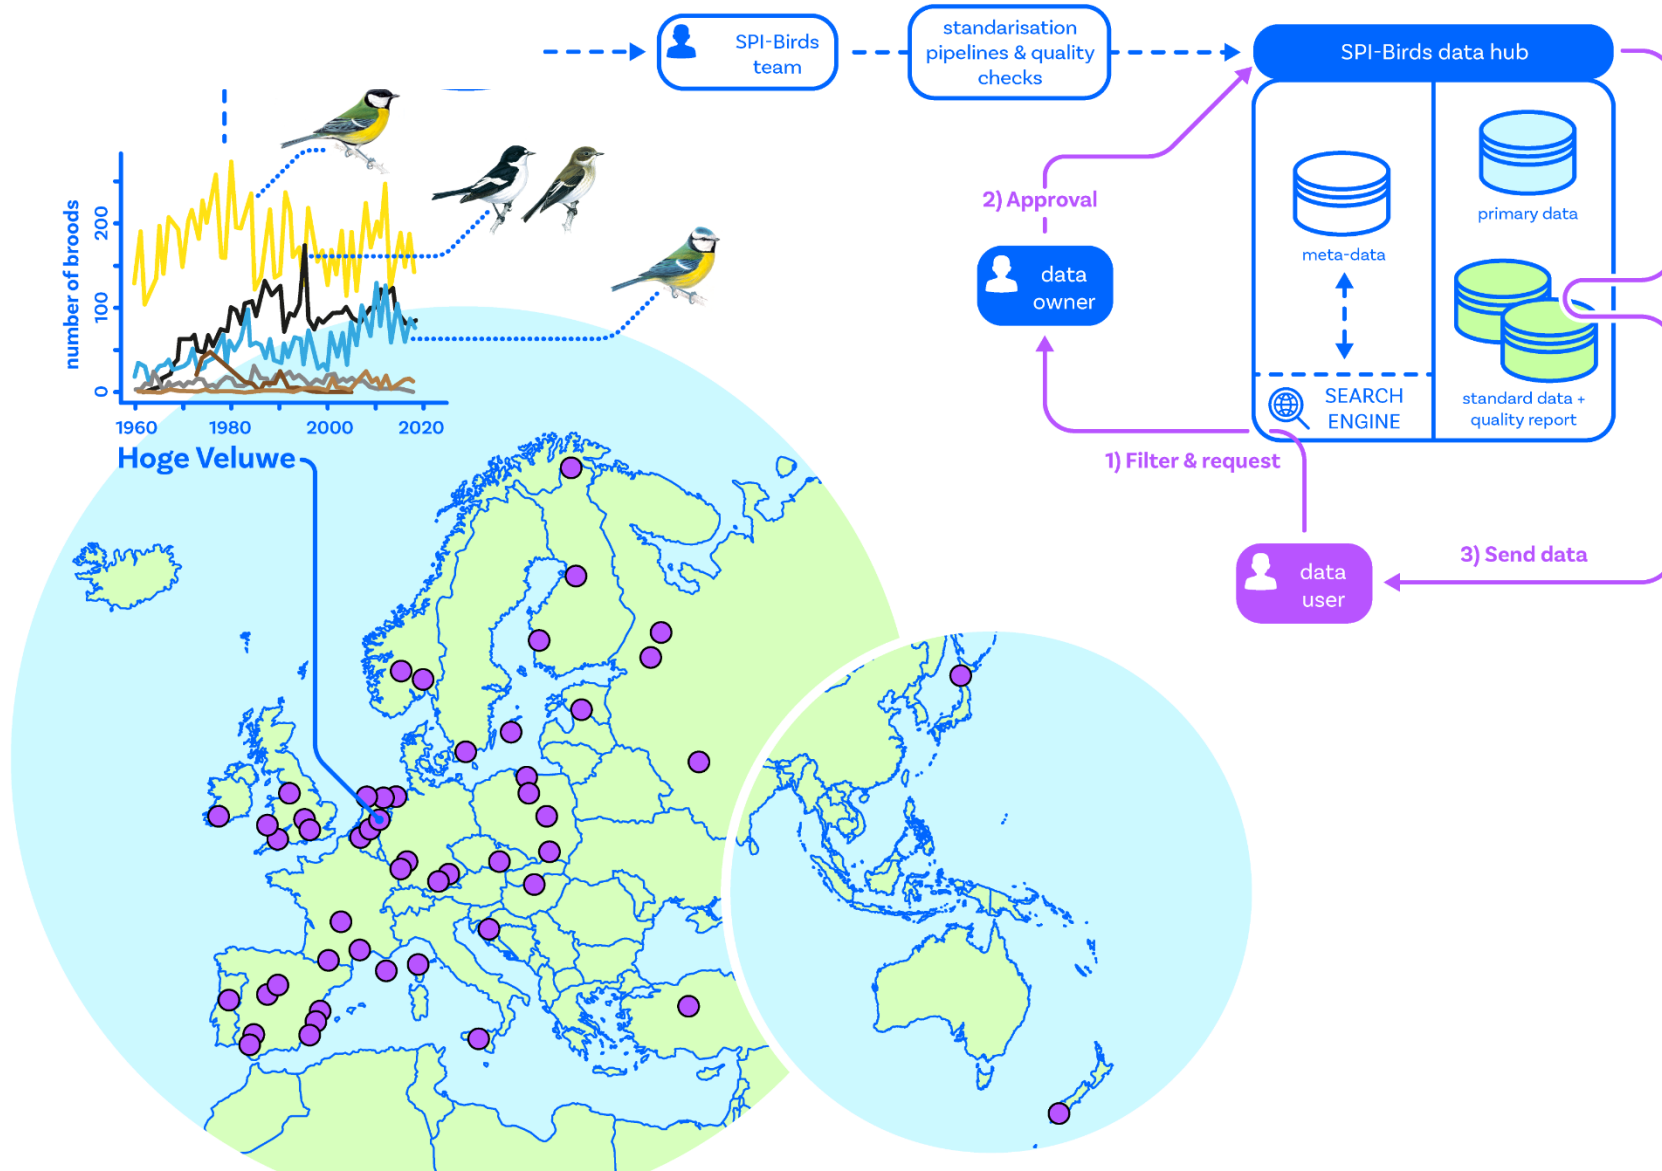 SPI-Birds
team
standarisation
pipelines & quality
checks
SPI-Birds data hub
primary data
meta-data
SEARCH
ENGINE
standard data +
quality report
2) Approval
data
owner
1) Filter & request
3) Send data
data
user
number of broods
200
100
0
1960
1980
2000
2020
Hoge Veluwe